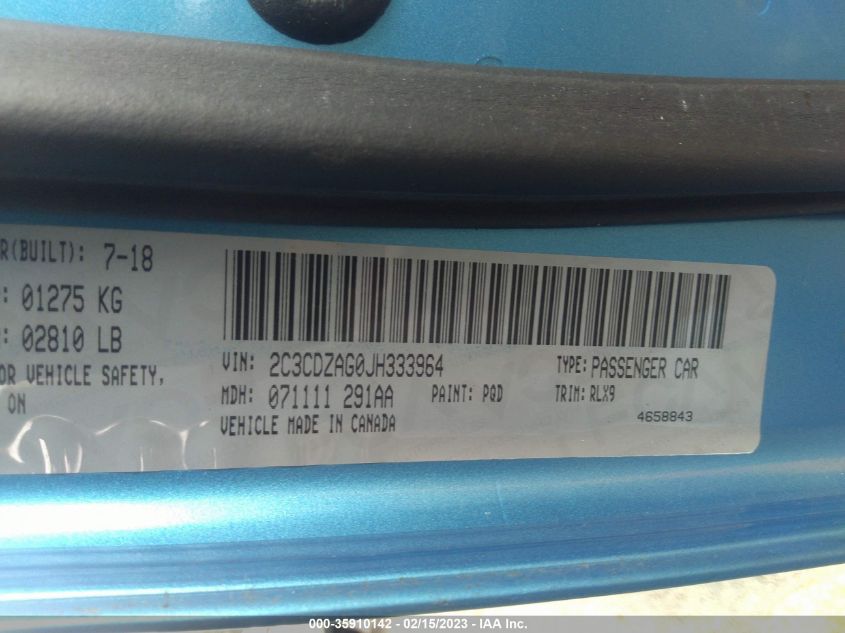 R(BUILT): 7-18
: 01275 KG
: 02810 LB
OR VEHICLE SAFETY,
ON
VIN: 2C3CDZAG0JH333964 TYPE: PASSENGER CAR
MDH: 071111 291AA PAINT: PQD TRIM: RLX9
VEHICLE MADE IN CANADA 4658843
000-35910142 - 02/15/2023 - IAA Inc.